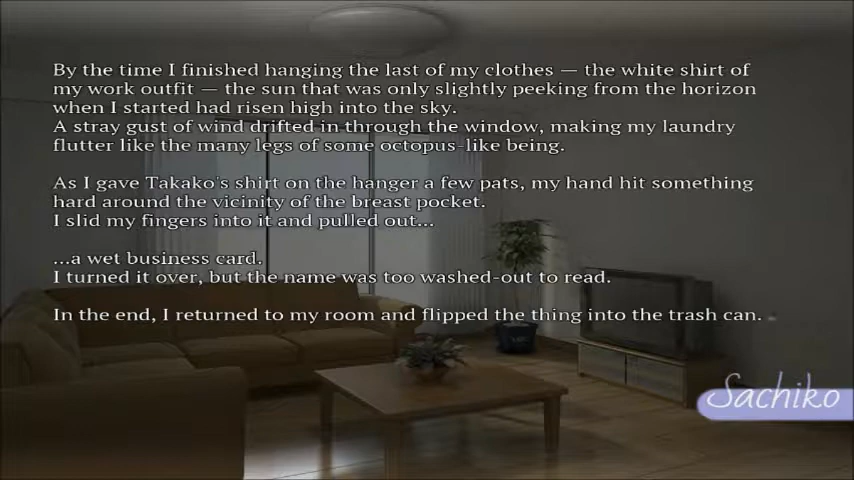 By the time I finished hanging the last of my clothes — the white shirt of
my work outfit — the sun that was only slightly peeking from the horizon
when I started had risen high into the sky.
A stray gust of wind drifted in through the window, making my laundry
flutter like the many legs of some octopus-like being.
As I gave Takako's shirt on the hanger a few pats, my hand hit something
hard around the vicinity of the breast pocket.
I slid my fingers into it and pulled out...
...a wet business card.
I turned it over, but the name was too washed-out to read.
In the end, I returned to my room and flipped the thing into the trash can.
Sachiko